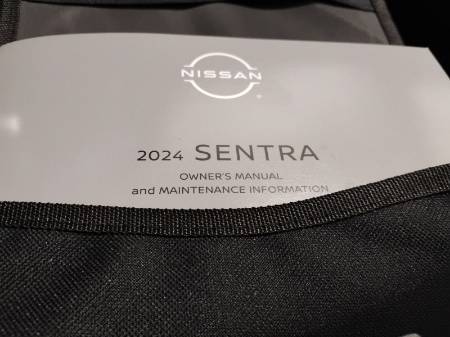 NISSAN
2024 SENTRA
OWNER'S MANUAL
and MAINTENANCE INFORMATION